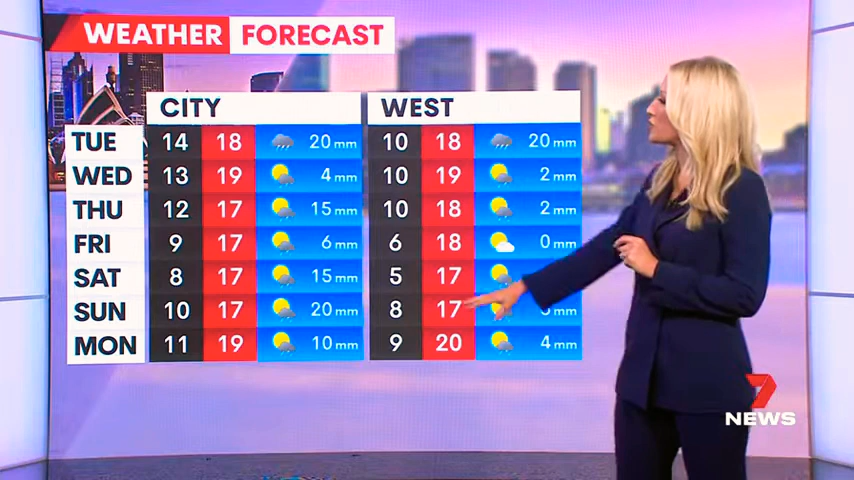 WEATHER FORECAST
CITY WEST
TUE 14 18 20 mm 10 18 20 mm
WED 13 19 4 mm 10 19 2 mm
THU 12 17 15 mm 10 18 2 mm
FRI 9 17 6 mm 6 18 0 mm
SAT 8 17 15 mm 5 17
SUN 10 17 20 mm 8 17 mm
MON 11 19 10 mm 9 20 4 mm
7
NEWS